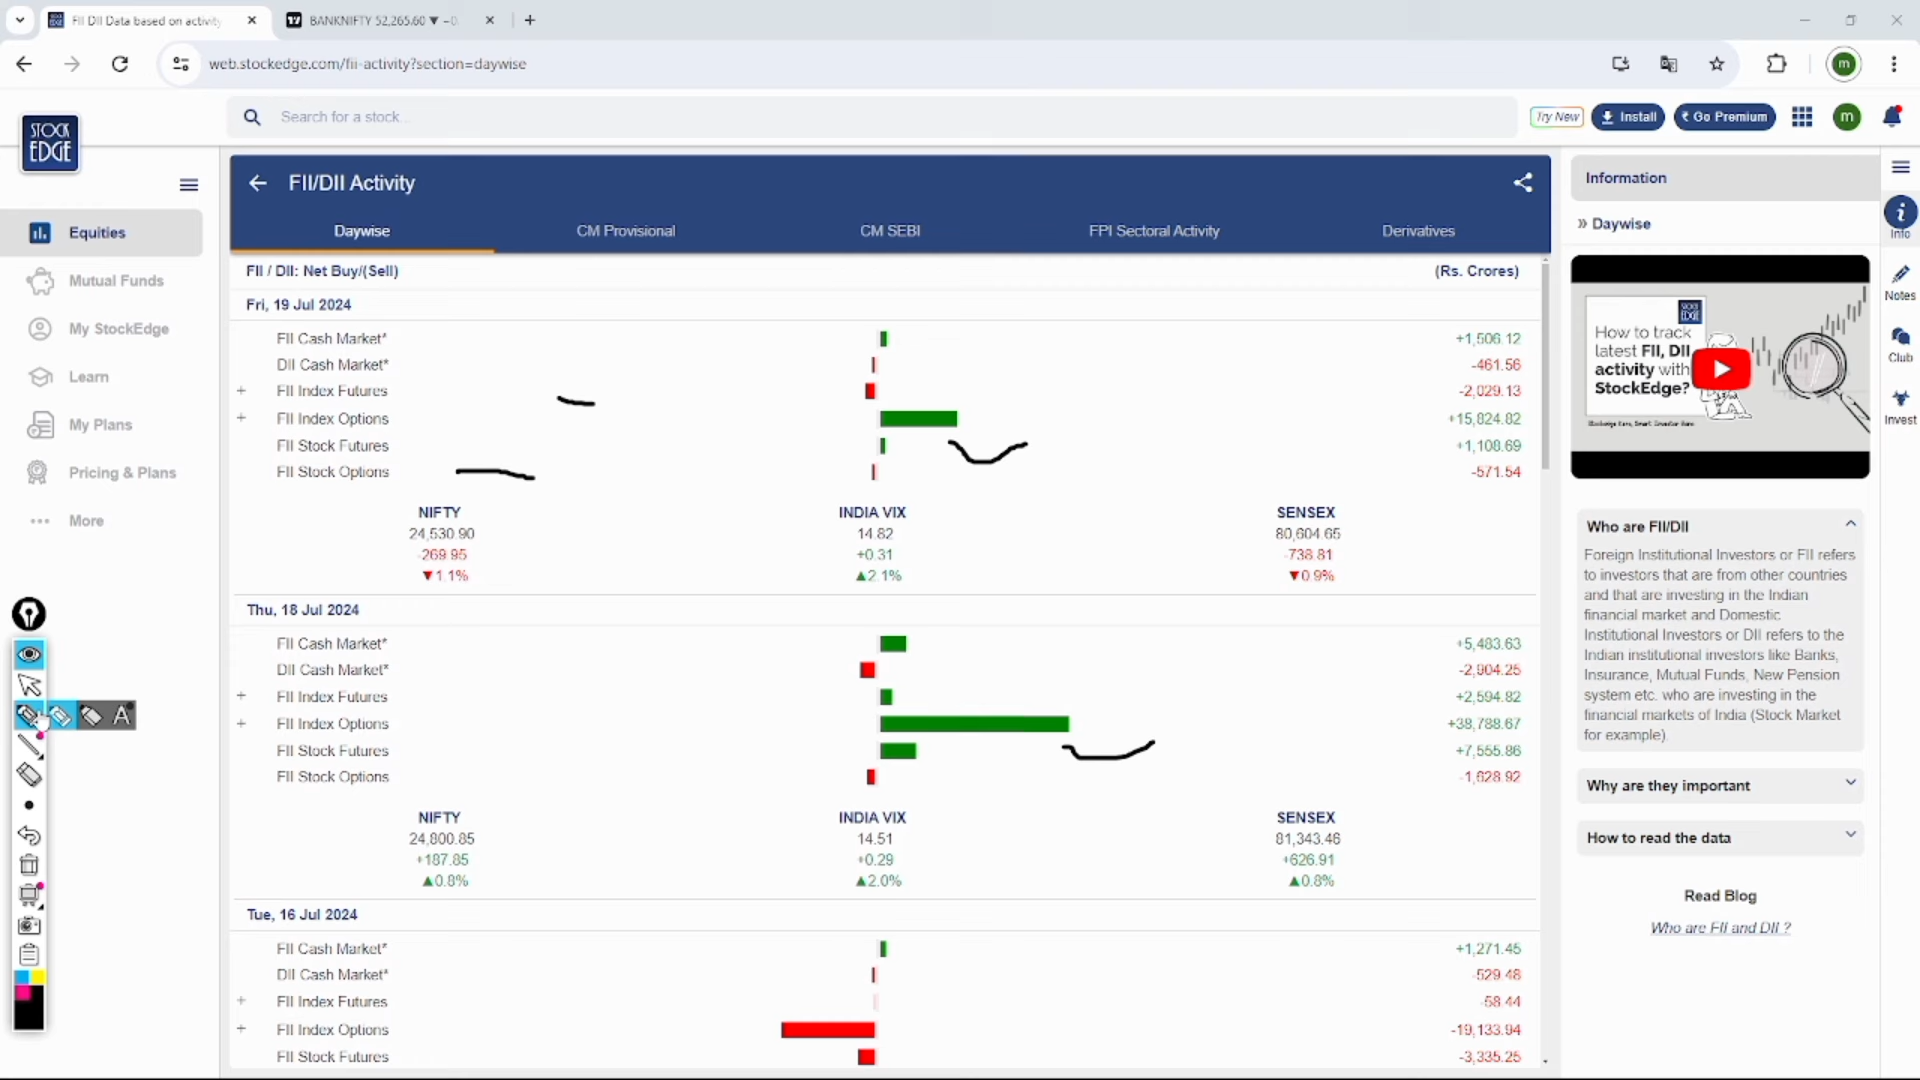 FII DII Data based on activity
BANKNIFTY 52,265.60 ▼ −0
web.stockedge.com/fii-activity?section=daywise
STOCK
EDGE
Search for a stock..
Try New
Install
₹ Go Premium
m
m
Equities
Mutual Funds
My StockEdge
Learn
My Plans
Pricing & Plans
More
FII/DII Activity
Daywise
CM Provisional
CM SEBI
FPI Sectoral Activity
Derivatives
FII / DII: Net Buy/(Sell)
(Rs. Crores)
Fri, 19 Jul 2024
FII Cash Market* +1,506.12
DII Cash Market* -461.56
+ FII Index Futures -2,029.13
+ FII Index Options +15,824.82
FII Stock Futures +1,108.69
FII Stock Options -571.54
NIFTY INDIA VIX SENSEX
24,530.90 14.82 80,604.65
-269.95 +0.31 -738.81
▼1.1% ▲2.1% ▼0.9%
Thu, 18 Jul 2024
FII Cash Market* +5,483.63
DII Cash Market* -2,904.25
+ FII Index Futures +2,594.82
+ FII Index Options +38,788.67
FII Stock Futures +7,555.86
FII Stock Options -1,628.92
NIFTY INDIA VIX SENSEX
24,800.85 14.51 81,343.46
+187.85 +0.29 +626.91
▲0.8% ▲2.0% ▲0.8%
Tue, 16 Jul 2024
FII Cash Market* +1,271.45
DII Cash Market* -529.48
+ FII Index Futures -58.44
+ FII Index Options -19,133.94
FII Stock Futures -3,335.25
Information
» Daywise
STOCK
EDGE
How to track
latest FII, DII
activity with
StockEdge?
Who are FII/DII
Foreign Institutional Investors or FII refers
to investors that are from other countries
and that are investing in the Indian
financial market and Domestic
Institutional Investors or DII refers to the
Indian institutional investors like Banks,
Insurance, Mutual Funds, New Pension
system etc. who are investing in the
financial markets of India (Stock Market
for example).
Why are they important
How to read the data
Read Blog
Who are FII and DII ?
Info
Notes
Club
Invest
A